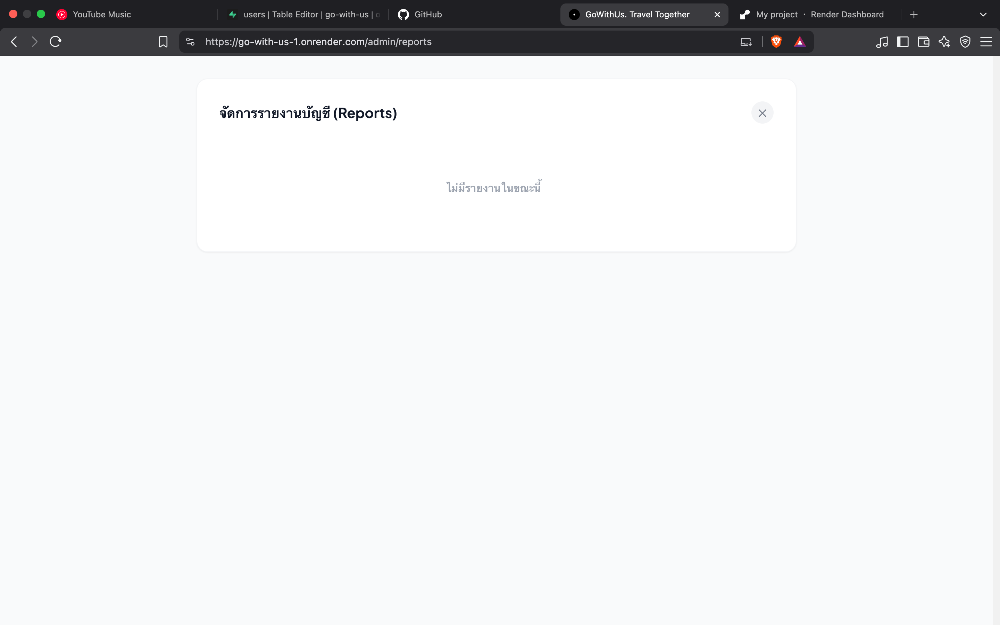 YouTube Music
users | Table Editor | go-with-us |
GitHub
GoWithUs. Travel Together
My project · Render Dashboard
https://go-with-us-1.onrender.com/admin/reports
จัดการรายงานบัญชี (Reports)
ไม่มีรายงานในขณะนี้